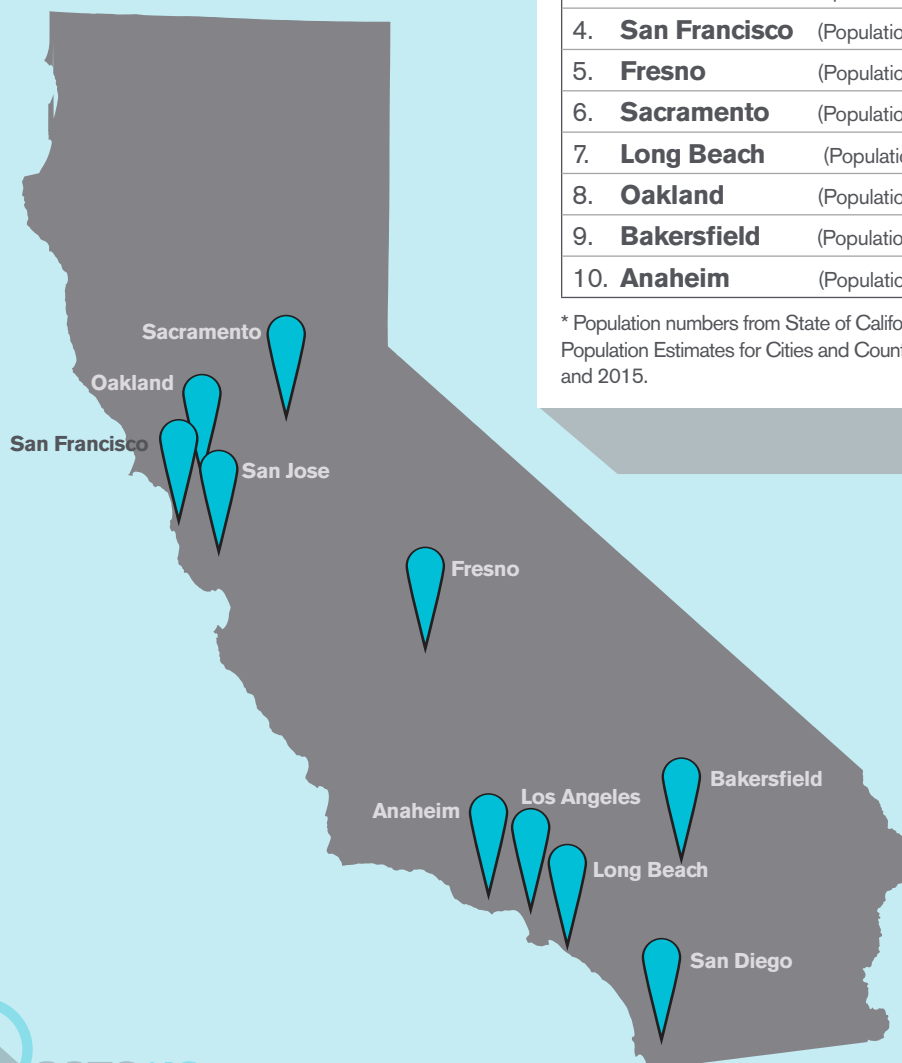 4. San Francisco (Populatio
5. Fresno (Populatio
6. Sacramento (Populatio
7. Long Beach (Populatio
8. Oakland (Populatio
9. Bakersfield (Populatio
10. Anaheim (Populatio
* Population numbers from State of Califo
Population Estimates for Cities and Count
and 2015.
Sacramento
Oakland
San Francisco
San Jose
Fresno
Bakersfield
Los Angeles
Anaheim
Long Beach
San Diego